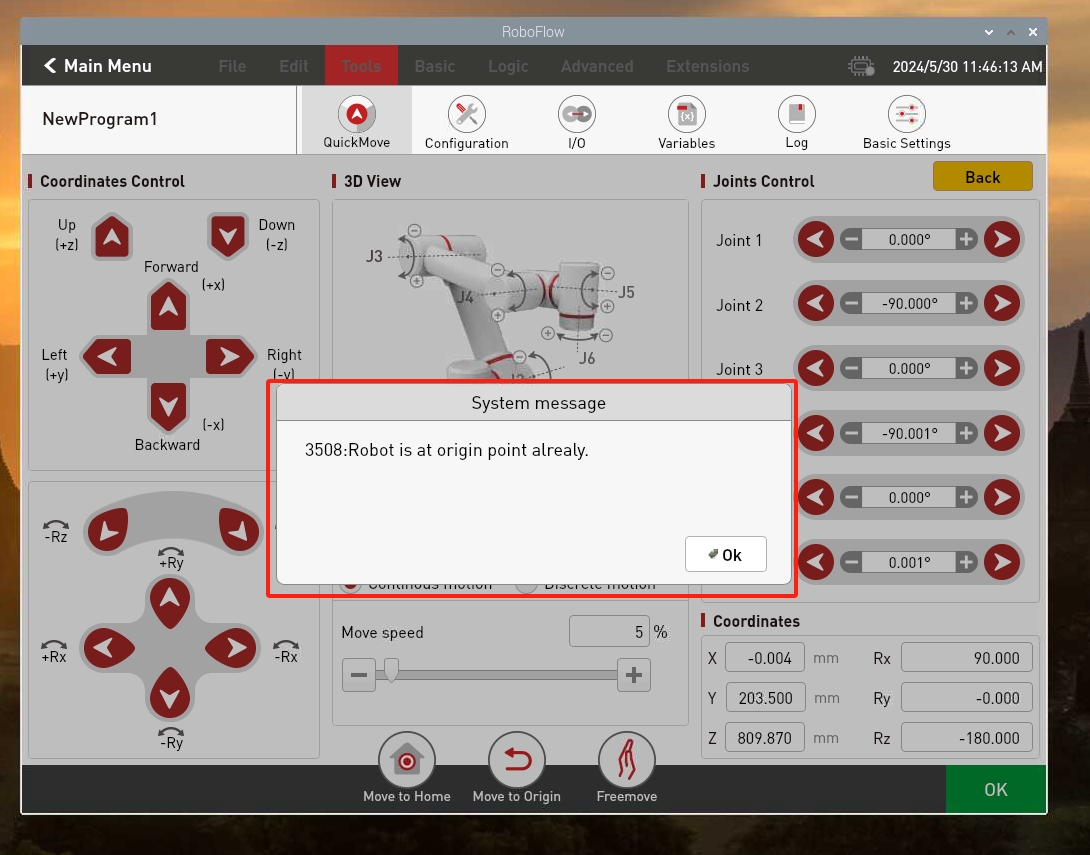 RoboFlow
Main Menu File Edit Tools Basic Logic Advanced Extensions 2024/5/30 11:46:13 AM
NewProgram1
QuickMove Configuration I/O Variables Log Basic Settings
Coordinates Control
Up
(+z)
Down
(-z)
Forward
(+x)
Left
(+y)
Right
(-y)
(-x)
Backward
-Rz
+Ry
+Rx
-Rx
-Ry
3D View
J3
J4
J5
J6
System message
3508:Robot is at origin point alrealy.
Ok
Continuous motion Discrete motion
Move speed 5 %
Joints Control Back
Joint 1 0.000°
Joint 2 -90.000°
Joint 3 0.000°
-90.001°
0.000°
0.001°
Coordinates
X -0.004 mm Rx 90.000
Y 203.500 mm Ry -0.000
Z 809.870 mm Rz -180.000
Move to Home Move to Origin Freemove OK